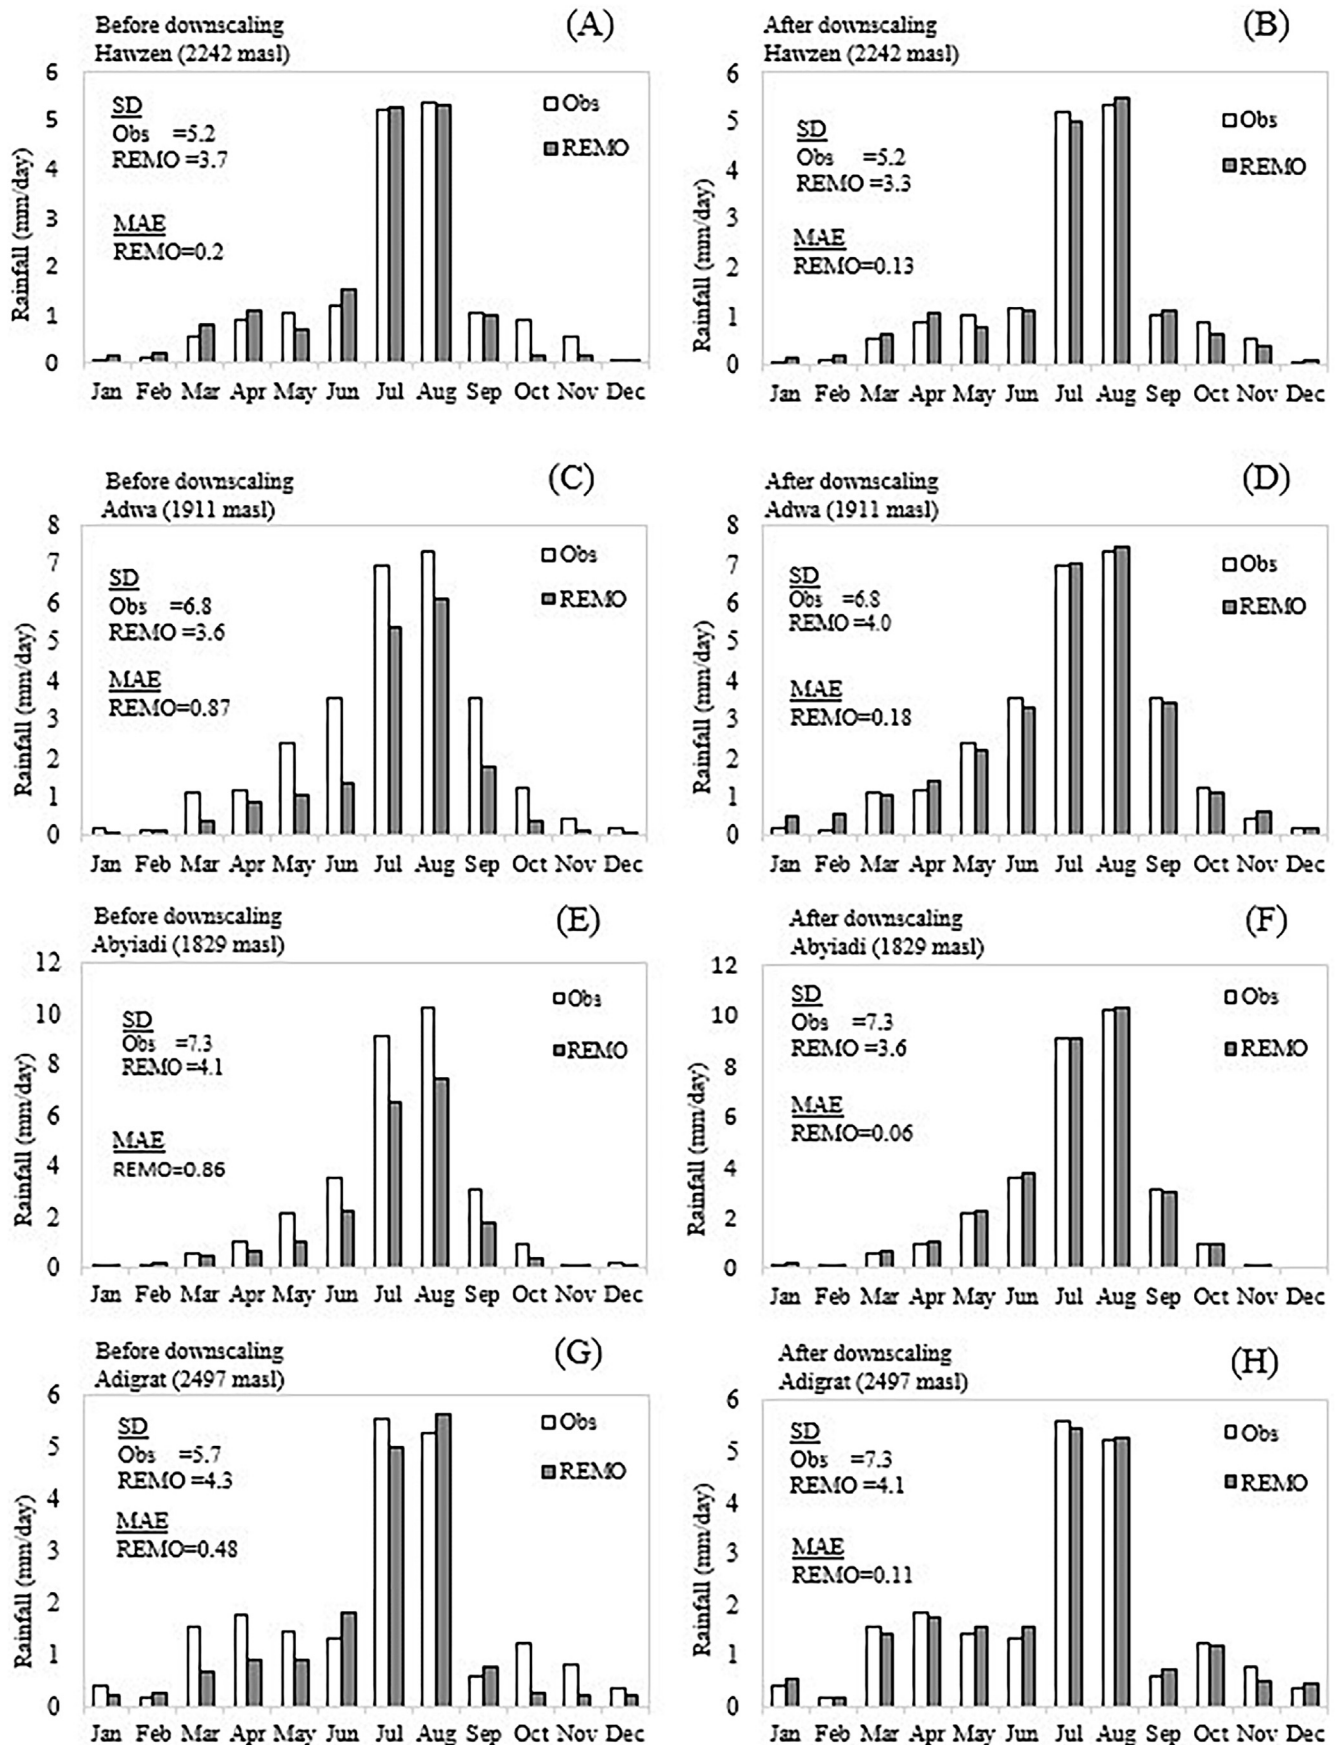 Before downscaling
Hawzen (2242 masl)
(A)
SD
Obs =5.2
REMO =3.7
MAE
REMO=0.2
Obs
REMO
Rainfall (mm/day)
6
5
4
3
2
1
0
Jan Feb Mar Apr May Jun Jul Aug Sep Oct Nov Dec
After downscaling
Hawzen (2242 masl)
(B)
SD
Obs =5.2
REMO =3.3
MAE
REMO=0.13
Obs
REMO
Rainfall (mm/day)
6
5
4
3
2
1
0
Jan Feb Mar Apr May Jun Jul Aug Sep Oct Nov Dec
Before downscaling
Adwa (1911 masl)
(C)
SD
Obs =6.8
REMO =3.6
MAE
REMO=0.87
Obs
REMO
Rainfall (mm/day)
8
7
6
5
4
3
2
1
0
Jan Feb Mar Apr May Jun Jul Aug Sep Oct Nov Dec
After downscaling
Adwa (1911 masl)
(D)
SD
Obs =6.8
REMO =4.0
MAE
REMO=0.18
Obs
REMO
Rainfall (mm/day)
8
7
6
5
4
3
2
1
0
Jan Feb Mar Apr May Jun Jul Aug Sep Oct Nov Dec
Before downscaling
Abyiadi (1829 masl)
(E)
SD
Obs =7.3
REMO =4.1
MAE
REMO=0.86
Obs
REMO
Rainfall (mm/day)
12
10
8
6
4
2
0
Jan Feb Mar Apr May Jun Jul Aug Sep Oct Nov Dec
After downscaling
Abyiadi (1829 masl)
(F)
SD
Obs =7.3
REMO =3.6
MAE
REMO=0.06
Obs
REMO
Rainfall (mm/day)
12
10
8
6
4
2
0
Jan Feb Mar Apr May Jun Jul Aug Sep Oct Nov Dec
Before downscaling
Adigrat (2497 masl)
(G)
SD
Obs =5.7
REMO =4.3
MAE
REMO=0.48
Obs
REMO
Rainfall (mm/day)
6
5
4
3
2
1
0
Jan Feb Mar Apr May Jun Jul Aug Sep Oct Nov Dec
After downscaling
Adigrat (2497 masl)
(H)
SD
Obs =7.3
REMO =4.1
MAE
REMO=0.11
Obs
REMO
Rainfall (mm/day)
6
5
4
3
2
1
0
Jan Feb Mar Apr May Jun Jul Aug Sep Oct Nov Dec